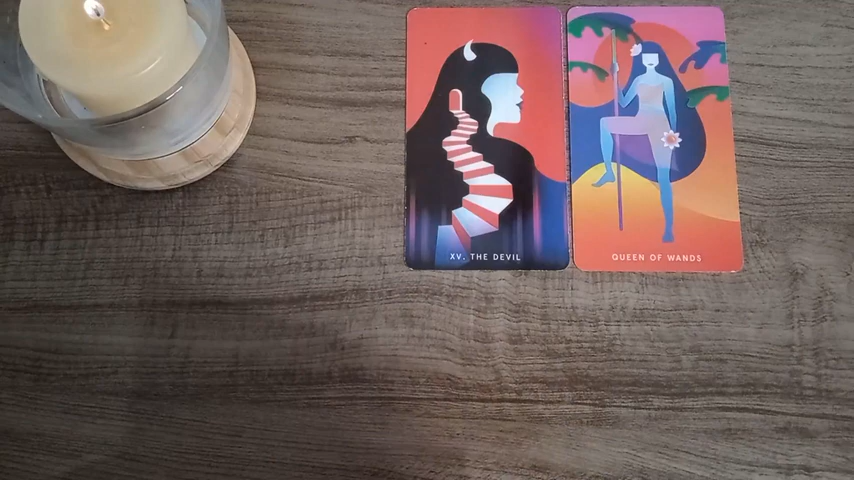 XV. THE DEVIL
QUEEN OF WANDS